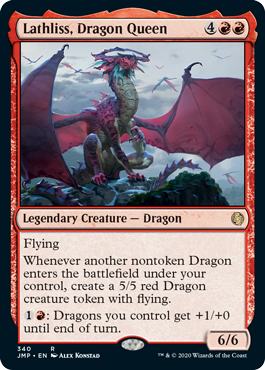 Lathliss, Dragon Queen 4
Legendary Creature — Dragon
Flying
Whenever another nontoken Dragon
enters the battlefield under your
control, create a 5/5 red Dragon
creature token with flying.
1 : Dragons you control get +1/+0
until end of turn.
6/6
340 R
JMP • EN ALEX KONSTAD
™ & © 2020 Wizards of the Coast